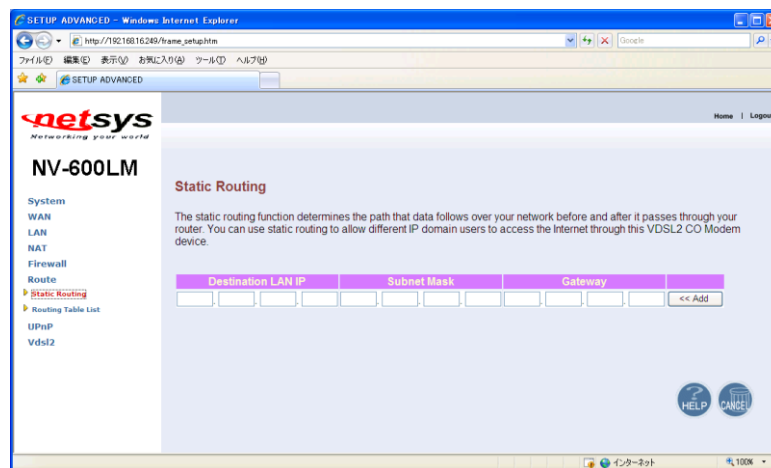 SETUP ADVANCED - Windows Internet Explorer
http://192.168.16.249/frame_setup.htm
Google
ファイル(F) 編集(E) 表示(V) お気に入り(A) ツール(T) ヘルプ(H)
SETUP ADVANCED
netsys
Networking your world
Home | Logou
NV-600LM
System
WAN
LAN
NAT
Firewall
Route
Static Routing
Routing Table List
UPnP
Vdsl2
Static Routing
The static routing function determines the path that data follows over your network before and after it passes through your
router. You can use static routing to allow different IP domain users to access the Internet through this VDSL2 CO Modem
device.
Destination LAN IP Subnet Mask Gateway
. . . . . . . . . << Add
HELP CANCEL
インターネット 100%